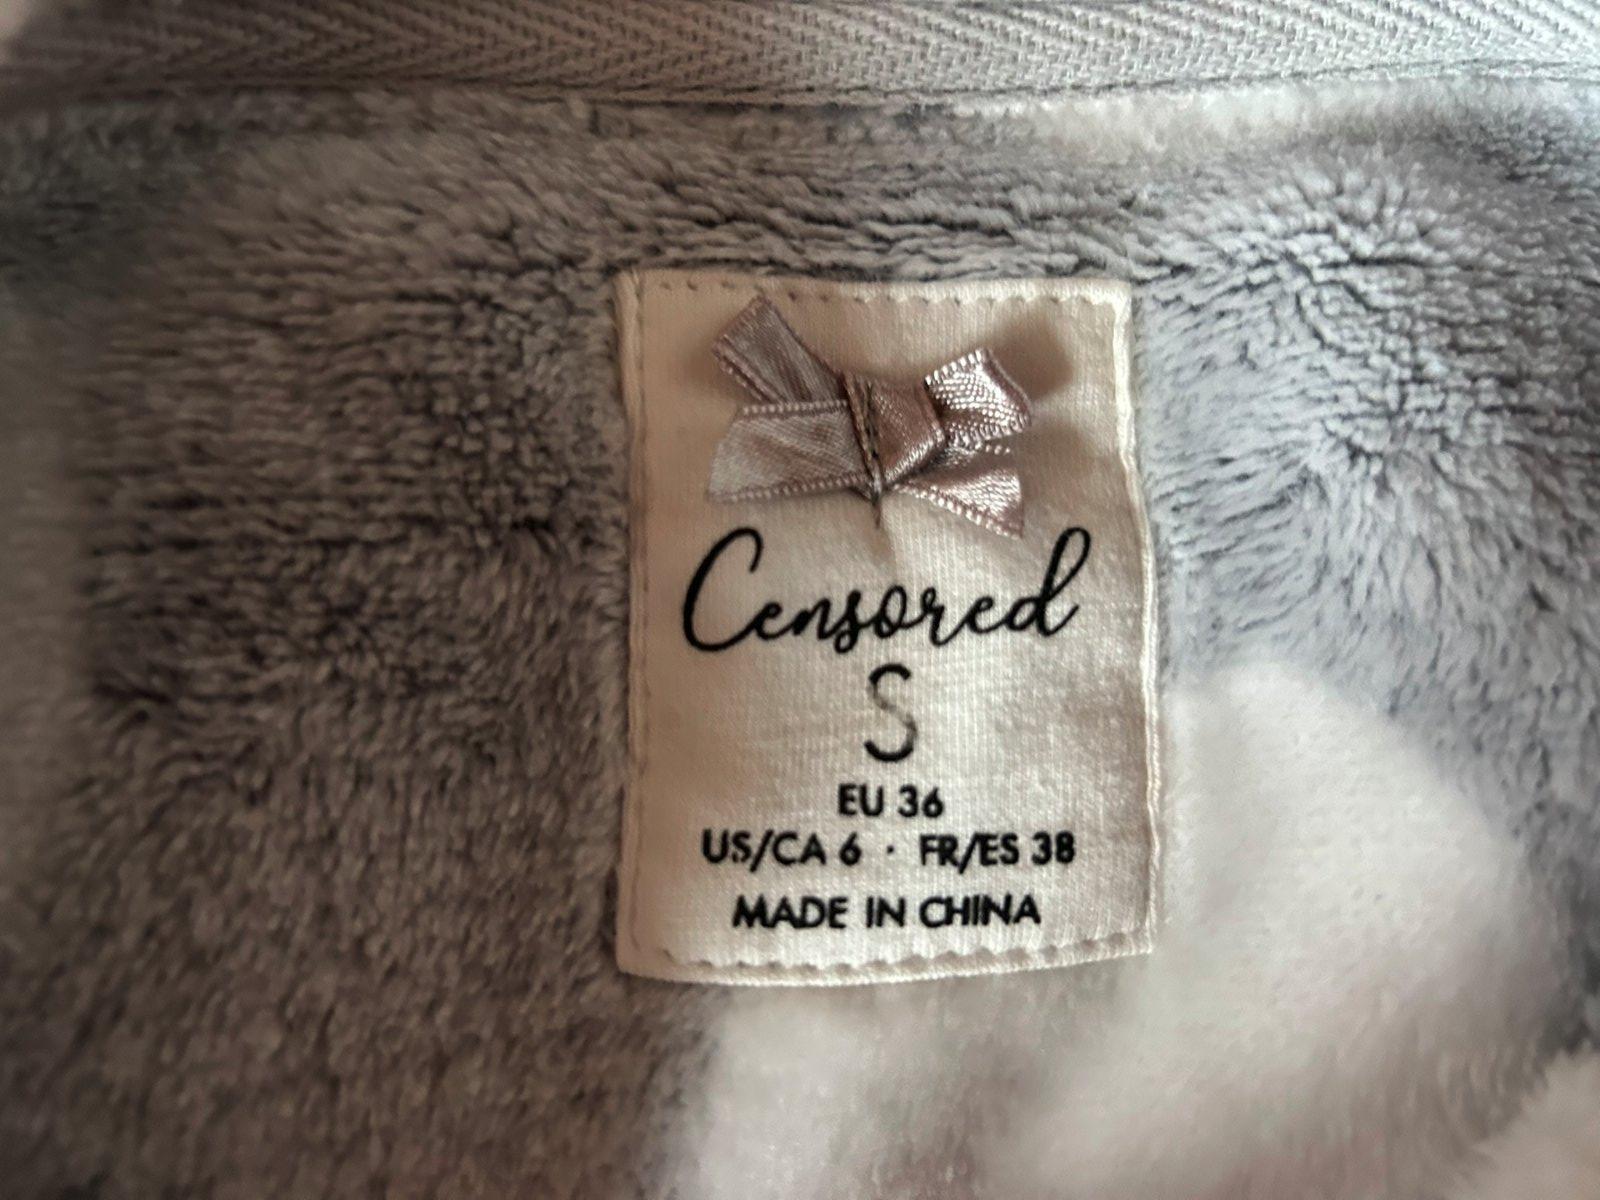 Censored
S
EU 36
US/CA 6 · FR/ES 38
MADE IN CHINA